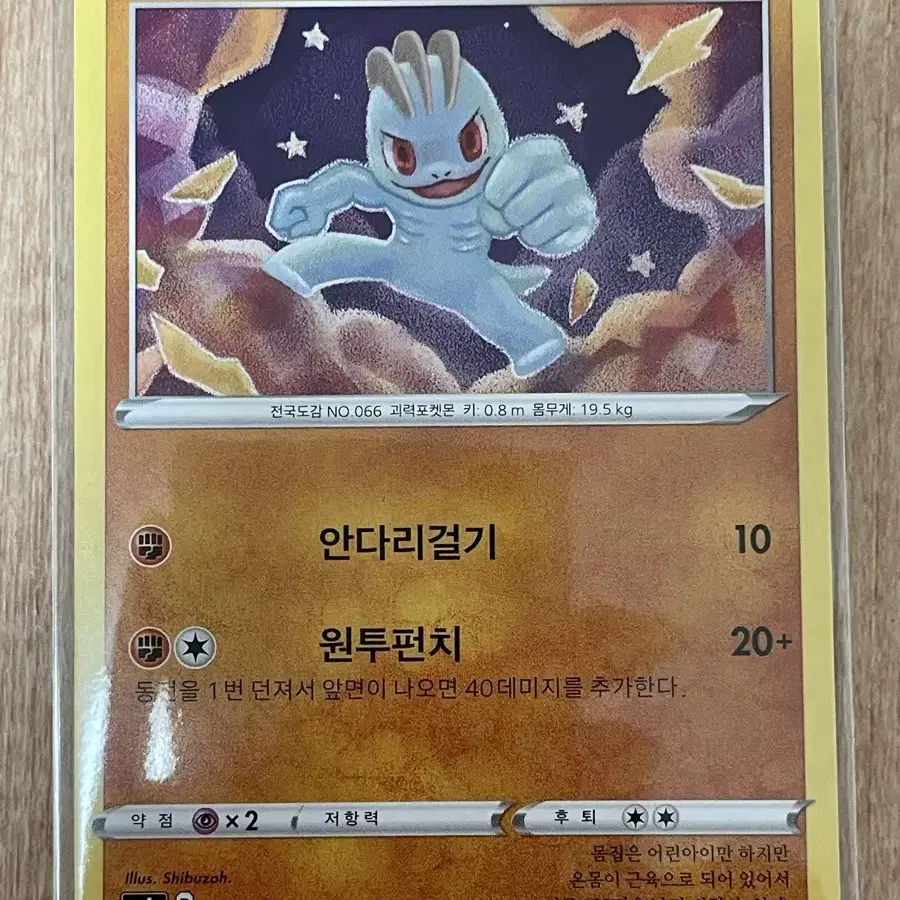 전국도감 NO.066 괴력포켓몬 키: 0.8 m 몸무게: 19.5 kg
안다리걸기 10
원투펀치 20+
동전을 1번 던져서 앞면이 나오면 40데미지를 추가한다.
약점 ×2 저항력 후퇴
Illus. Shibuzoh.
몸집은 어린아이만 하지만
온몸이 근육으로 되어 있어서